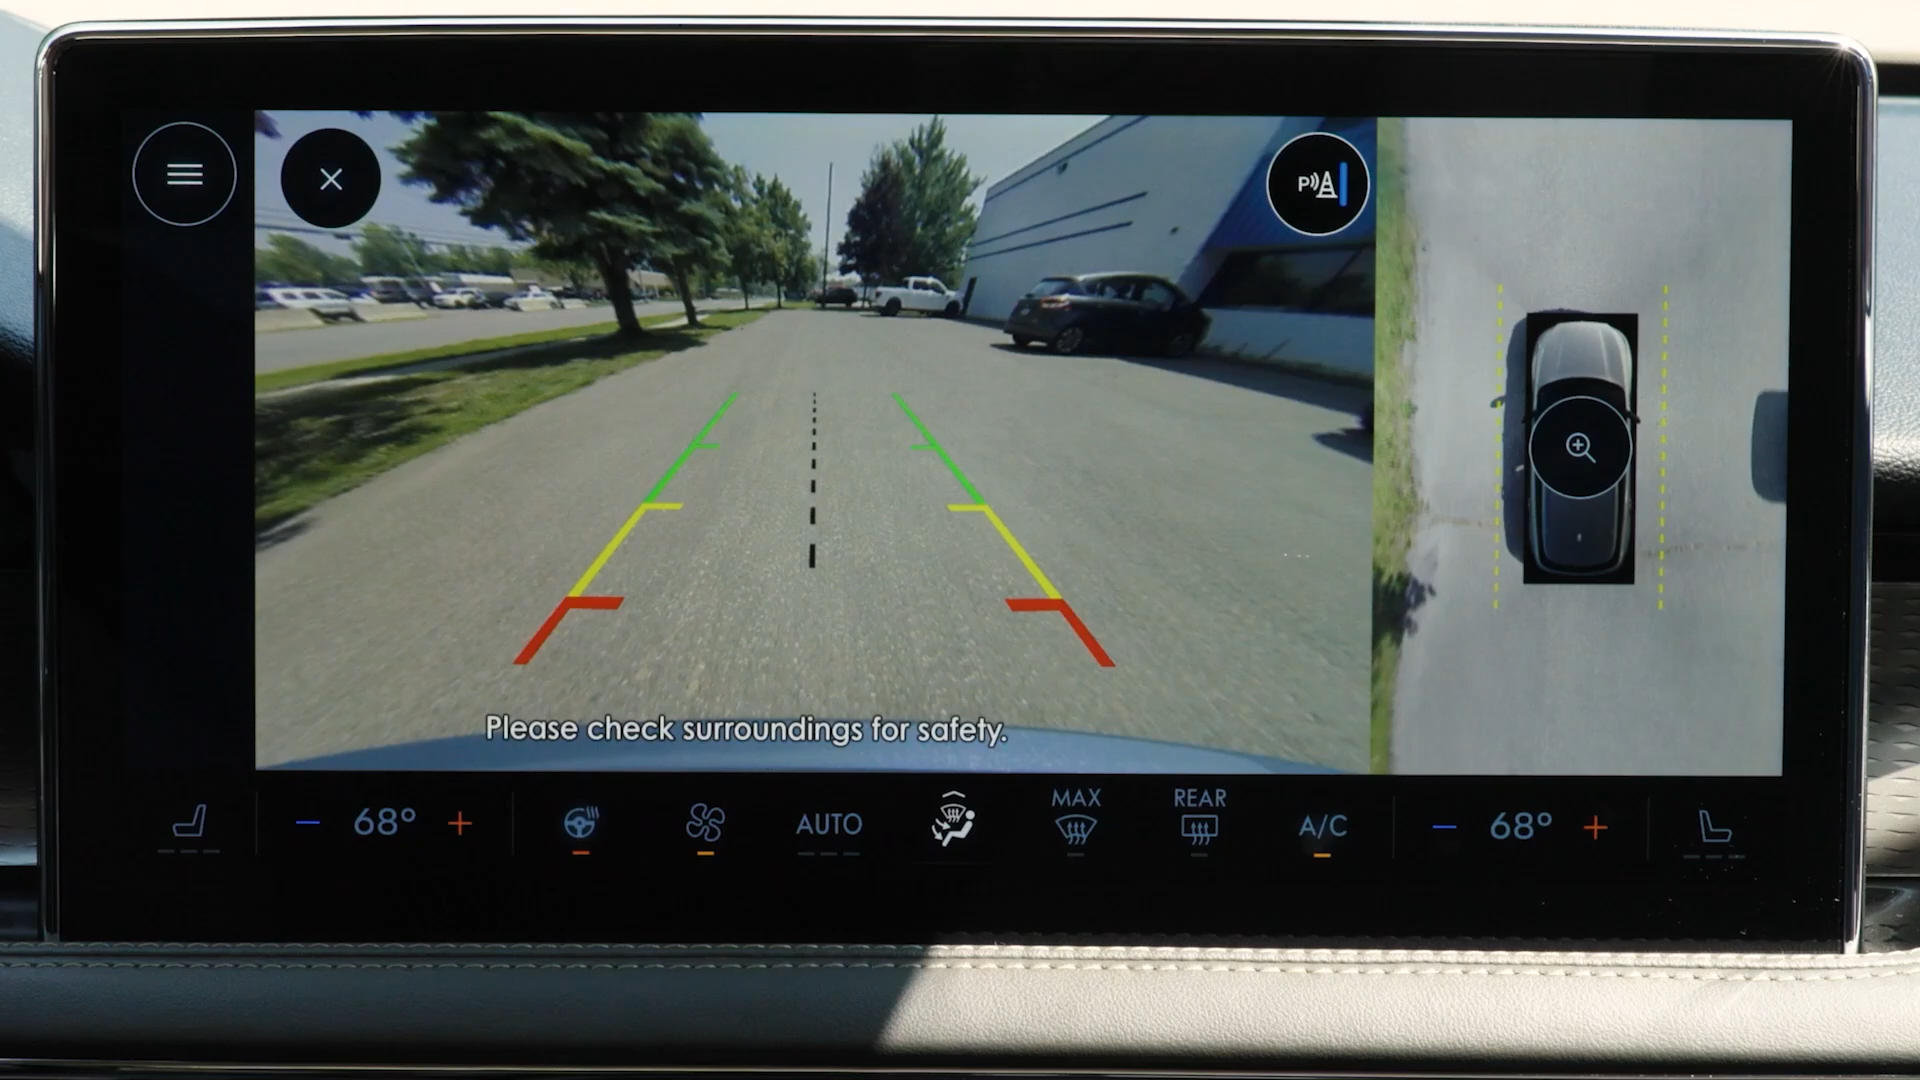 P
Please check surroundings for safety.
68°
AUTO
MAX
REAR
A/C
68°